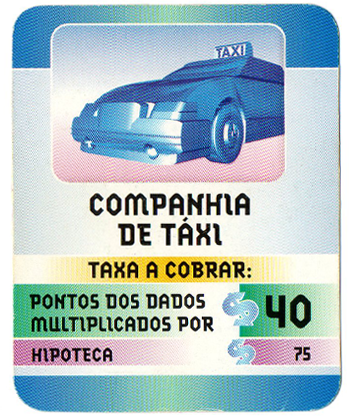 TAXI
COMPANHIA
DE TÁXI
TAXA A COBRAR:
PONTOS DOS DADOS
MULTIPLICADOS POR
$ 40
HIPOTECA $ 75